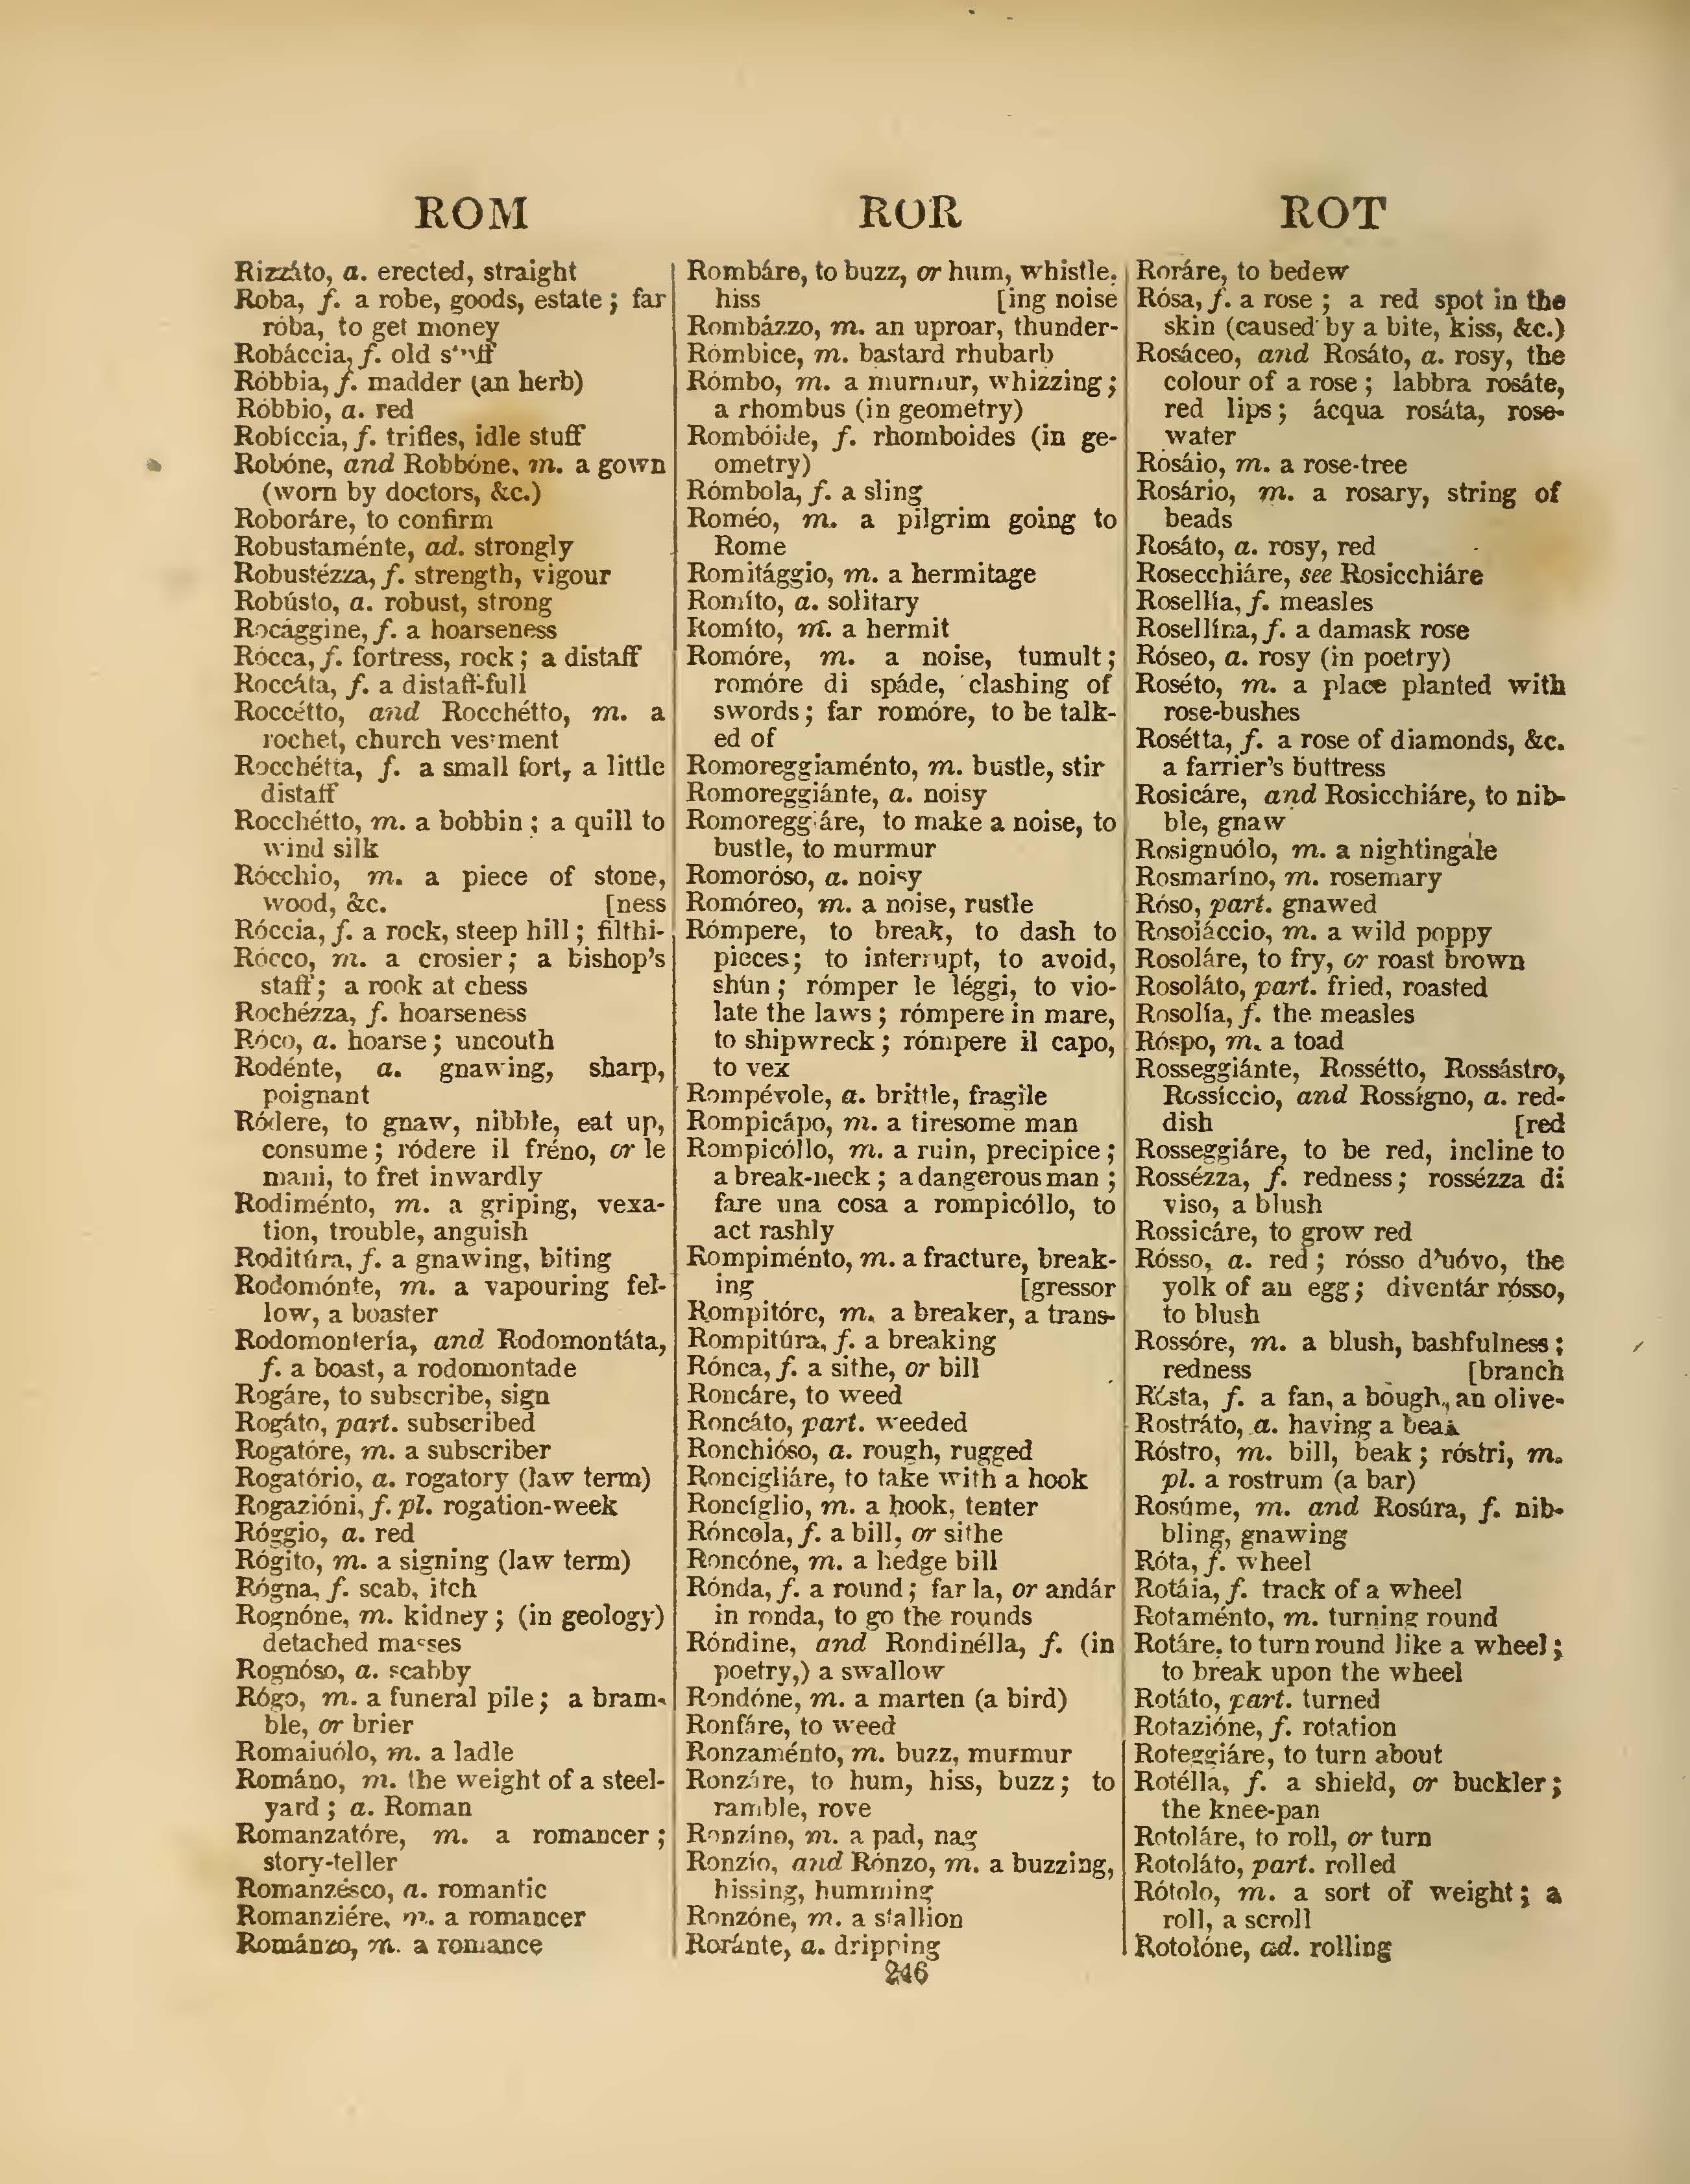 ROM
Rizzáto, a. erected, straight
Roba, f. a robe, goods, estate ; far
róba, to get money
Robáccia, f. old
Róbbia, f. madder (an herb)
Róbbio, a. red
Robíccia, f. trifles, idle stuff
Robóne, and Robbóne, m. a gown
(worn by doctors, &c.)
Roboráre, to confirm
Robustaménte, ad. strongly
Robustézza, f. strength, vigour
Robústo, a. robust, strong
Rocággine, f. a hoarseness
Rócca, f. fortress, rock ; a distaff
Roccáta, f. a distaff-full
Roccétto, and Rocchétto, m. a
rochet, church vestment
Rocchétta, f. a small fort, a little
distaff
Rocchétto, m. a bobbin ; a quill to
wind silk
Rócchio, m. a piece of stone,
wood, &c. [ness
Róccia, f. a rock, steep hill ; filthi-
Rócco, m. a crosier ; a bishop's
staff ; a rook at chess
Rochézza, f. hoarseness
Róco, a. hoarse ; uncouth
Rodénte, a. gnawing, sharp,
poignant
Ródere, to gnaw, nibble, eat up,
consume ; ródere il fréno, or le
mani, to fret inwardly
Rodiménto, m. a griping, vexa-
tion, trouble, anguish
Roditúra, f. a gnawing, biting
Rodomónte, m. a vapouring fel-
low, a boaster
Rodomontería, and Rodomontáta,
f. a boast, a rodomontade
Rogáre, to subscribe, sign
Rogáto, part. subscribed
Rogatóre, m. a subscriber
Rogatório, a. rogatory (law term)
Rogazióni, f. pl. rogation-week
Róggio, a. red
Rógito, m. a signing (law term)
Rógna, f. scab, itch
Rognóne, m. kidney ; (in geology)
detached masses
Rognóso, a. scabby
Rógo, m. a funeral pile ; a bram-
ble, or brier
Romaiuólo, m. a ladle
Románo, m. the weight of a steel-
yard ; a. Roman
Romanzatóre, m. a romancer ;
story-teller
Romanzésco, a. romantic
Romanziére, m. a romancer
Románzo, m. a romance
ROR
Rombáre, to buzz, or hum, whistle,
hiss [ing noise
Rombázzo, m. an uproar, thunder-
Rómbice, m. bastard rhubarb
Rómbo, m. a murmur, whizzing ;
a rhombus (in geometry)
Rombóide, f. rhomboides (in ge-
ometry)
Rómbola, f. a sling
Roméo, m. a pilgrim going to
Rome
Romitággio, m. a hermitage
Romíto, a. solitary
Romíto, m. a hermit
Romóre, m. a noise, tumult ;
romóre di spáde, clashing of
swords ; far romóre, to be talk-
ed of
Romoreggiaménto, m. bustle, stir
Romoreggiánte, a. noisy
Romoreggiáre, to make a noise, to
bustle, to murmur
Romoróso, a. noisy
Romóreo, m. a noise, rustle
Rómpere, to break, to dash to
pieces ; to interrupt, to avoid,
shun ; rómper le léggi, to vio-
late the laws ; rómpere in mare,
to shipwreck ; rómpere il capo,
to vex
Rompévole, a. brittle, fragile
Rompicápo, m. a tiresome man
Rompicóllo, m. a ruin, precipice ;
a break-neck ; a dangerous man ;
fare una cosa a rompicóllo, to
act rashly
Rompiménto, m. a fracture, break-
ing [gressor
Rompitóre, m. a breaker, a trans-
Rompitúra, f. a breaking
Rónca, f. a sithe, or bill
Roncáre, to weed
Roncáto, part. weeded
Ronchióso, a. rough, rugged
Roncigliáre, to take with a hook
Roncíglio, m. a hook, tenter
Róncola, f. a bill, or sithe
Roncóne, m. a hedge bill
Rónda, f. a round ; far la, or andár
in ronda, to go the rounds
Róndine, and Rondinélla, f. (in
poetry,) a swallow
Rondóne, m. a marten (a bird)
Ronfáre, to weed
Ronzaménto, m. buzz, murmur
Ronzáre, to hum, hiss, buzz ; to
ramble, rove
Ronzíno, m. a pad, nag
Ronzío, and Rónzo, m. a buzzing,
hissing, humming
Ronzóne, m. a stallion
Roránte, a. dripping
ROT
Roráre, to bedew
Rósa, f. a rose ; a red spot in the
skin (caused by a bite, kiss, &c.)
Rosáceo, and Rosáto, a. rosy, the
colour of a rose ; labbra rosáte,
red lips ; ácqua rosáta, rose-
water
Rosáio, m. a rose-tree
Rosário, m. a rosary, string of
beads
Rosáto, a. rosy, red
Rosecchiáre, see Rosicchiáre
Rosellía, f. measles
Rosellína, f. a damask rose
Róseo, a. rosy (in poetry)
Roséto, m. a place planted with
rose-bushes
Rosétta, f. a rose of diamonds, &c.
a farrier's buttress
Rosicáre, and Rosicchiáre, to nib-
ble, gnaw
Rosignuólo, m. a nightingale
Rosmaríno, m. rosemary
Róso, part. gnawed
Rosoiáccio, m. a wild poppy
Rosoláre, to fry, or roast brown
Rosoláto, part. fried, roasted
Rosolía, f. the measles
Róspo, m. a toad
Rosseggiánte, Rossétto, Rossástro,
Rossíccio, and Rossígno, a. red-
dish [red
Rosseggiáre, to be red, incline to
Rossézza, f. redness ; rossézza di
viso, a blush
Rossicáre, to grow red
Rósso, a. red ; rósso d'uóvo, the
yolk of an egg ; diventár rósso,
to blush
Rossóre, m. a blush, bashfulness ;
redness [branch
Rósta, f. a fan, a bough, an olive-
Rostráto, a. having a beak
Róstro, m. bill, beak ; róstri, m.
pl. a rostrum (a bar)
Rosúme, m. and Rosúra, f. nib-
bling, gnawing
Róta, f. wheel
Rotáia, f. track of a wheel
Rotaménto, m. turning round
Rotáre, to turn round like a wheel ;
to break upon the wheel
Rotáto, part. turned
Rotazióne, f. rotation
Roteggiáre, to turn about
Rotélla, f. a shield, or buckler ;
the knee-pan
Rotoláre, to roll, or turn
Rotoláto, part. rolled
Rótolo, m. a sort of weight ; a
roll, a scroll
Rotolóne, ad. rolling
246